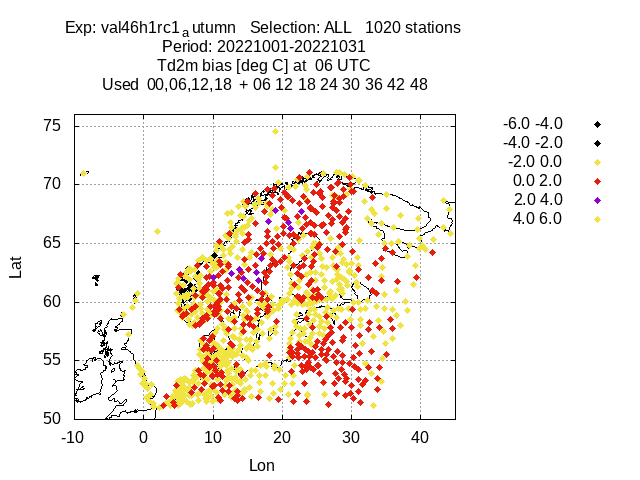 Exp: val46h1rc1autumn Selection: ALL 1020 stations
Period: 20221001-20221031
Td2m bias [deg C] at 06 UTC
Used 00,06,12,18 + 06 12 18 24 30 36 42 48
-6.0 -4.0
-4.0 -2.0
-2.0 0.0
0.0 2.0
2.0 4.0
4.0 6.0
75
70
65
60
55
50
Lat
-10 0 10 20 30 40
Lon